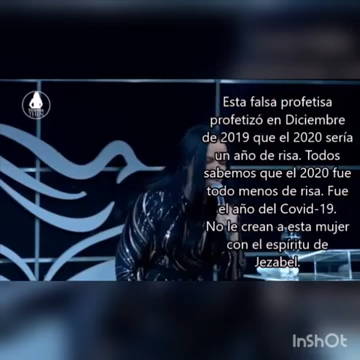 Esta falsa profetisa
profetizó en Diciembre
de 2019 que el 2020 sería
un año de risa. Todos
sabemos que el 2020 fue
todo menos de risa. Fue
el año del Covid-19.
No le crean a esta mujer
con el espíritu de
Jezabel.
InShOt